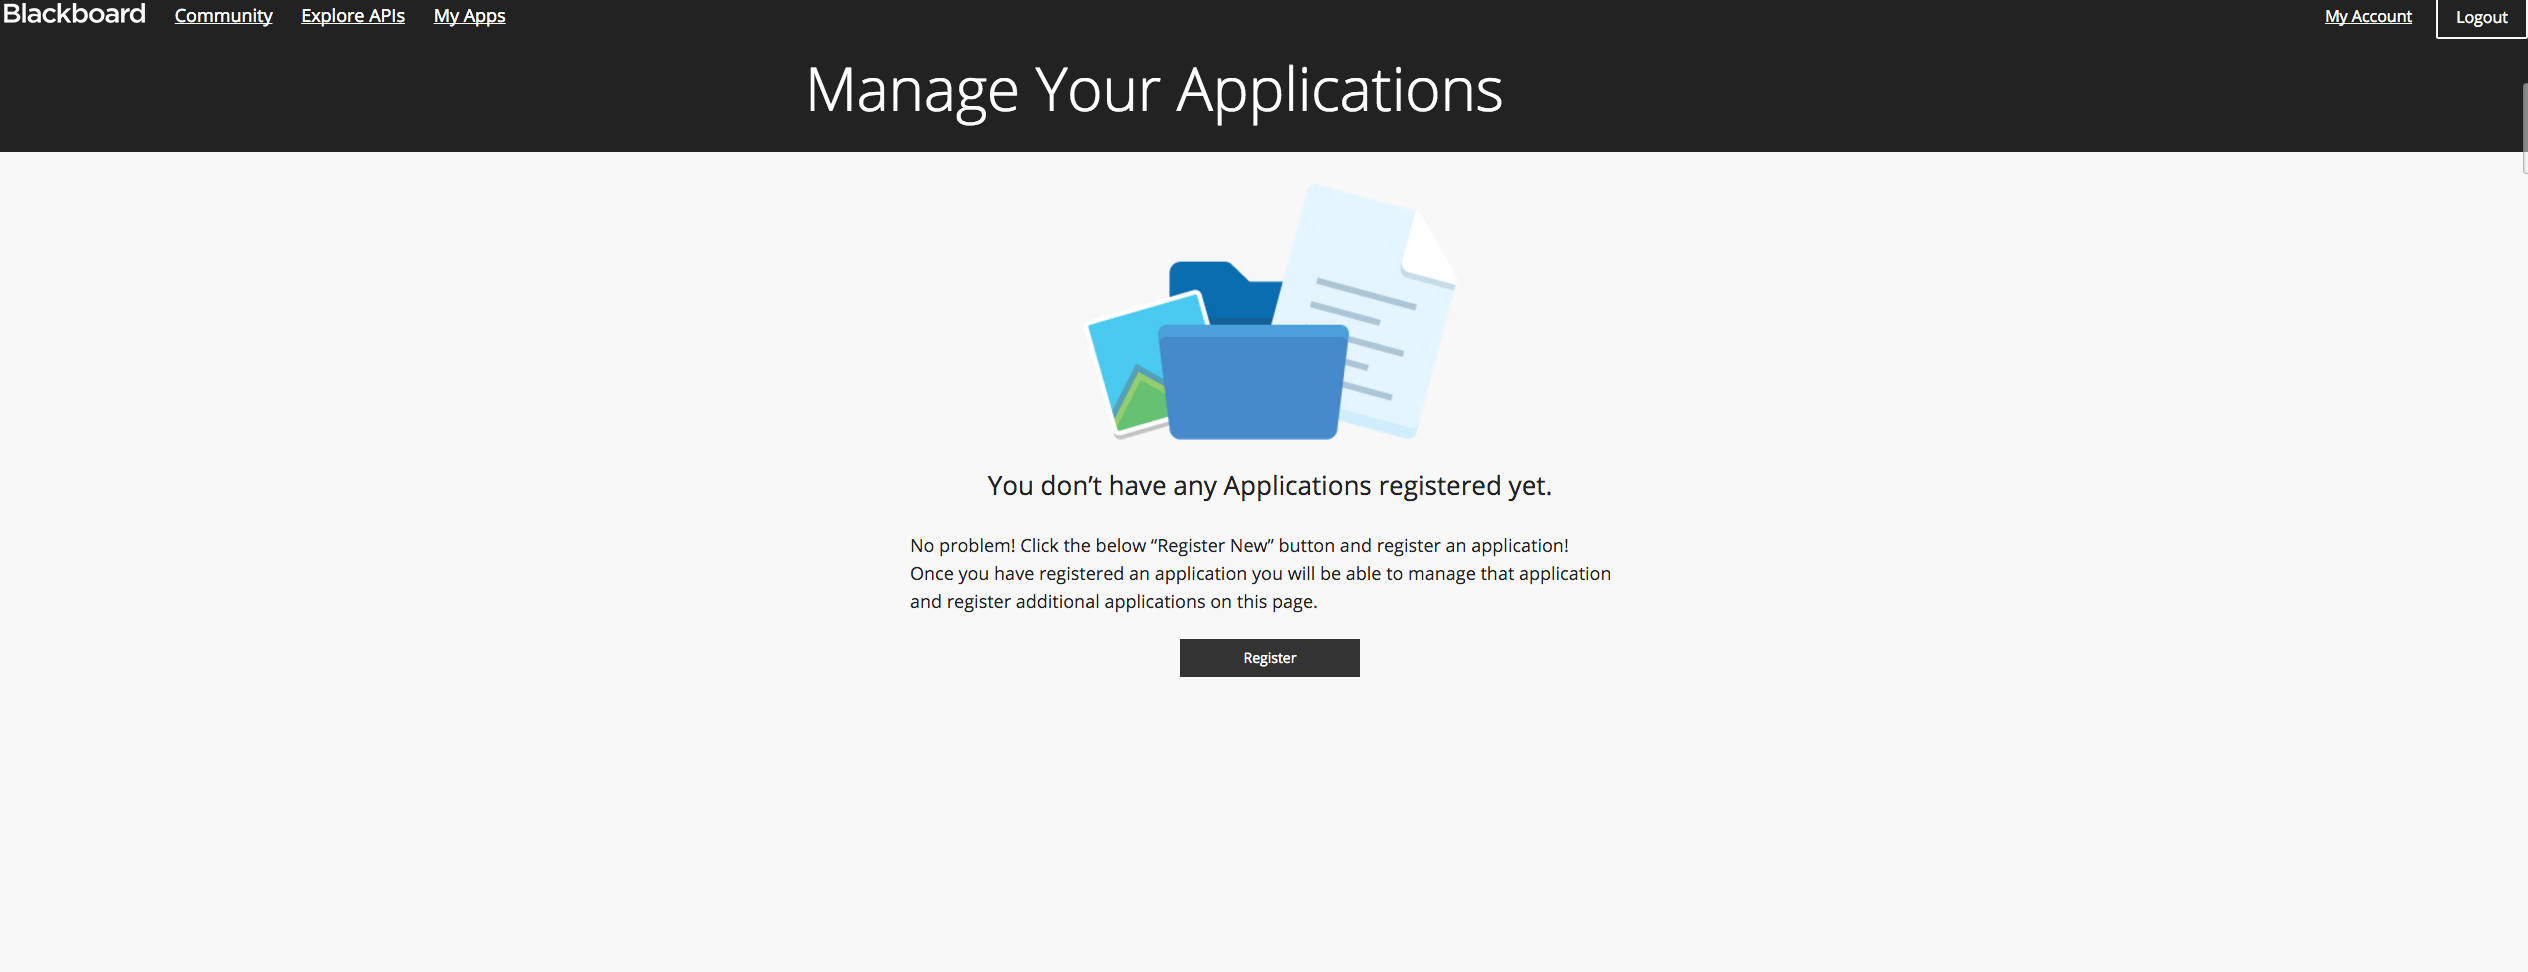 Blackboard Community Explore APIs My Apps My Account Logout
Manage Your Applications
You don’t have any Applications registered yet.
No problem! Click the below “Register New” button and register an application!
Once you have registered an application you will be able to manage that application
and register additional applications on this page.
Register